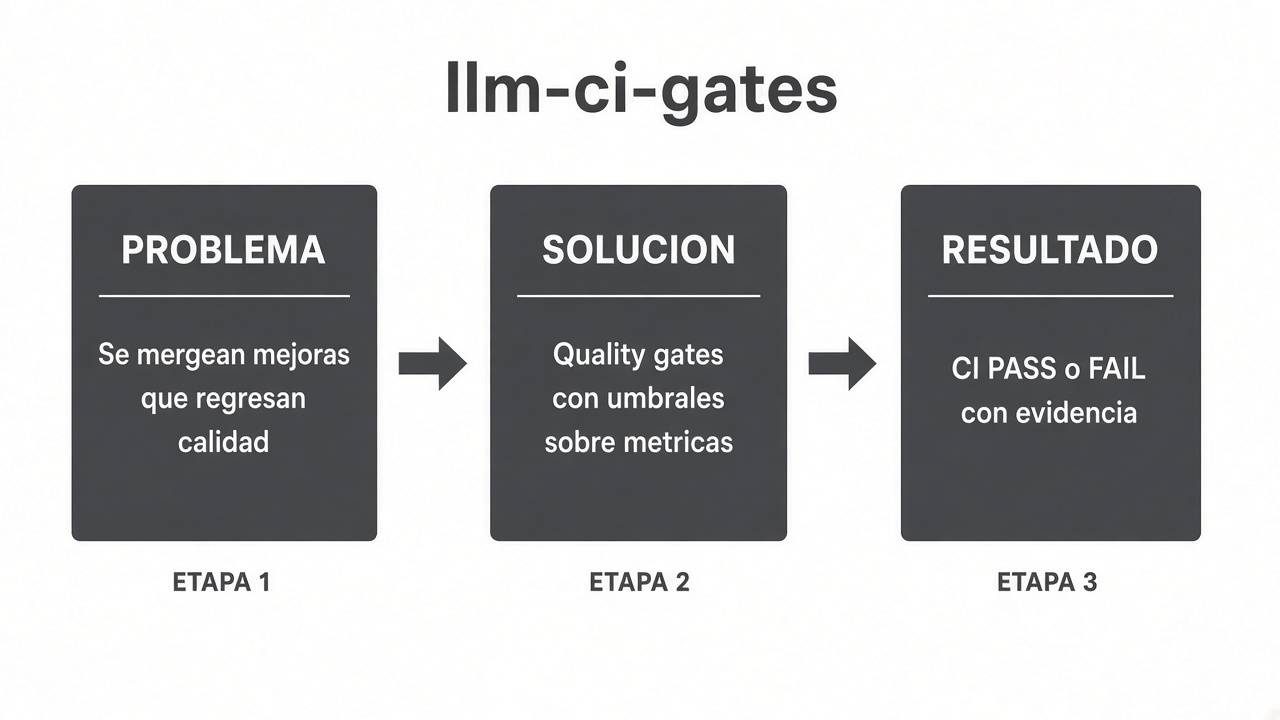 llm-ci-gates
PROBLEMA
Se mergean mejoras
que regresan
calidad
ETAPA 1
SOLUCION
Quality gates
con umbrales
sobre metricas
ETAPA 2
RESULTADO
CI PASS o FAIL
con evidencia
ETAPA 3